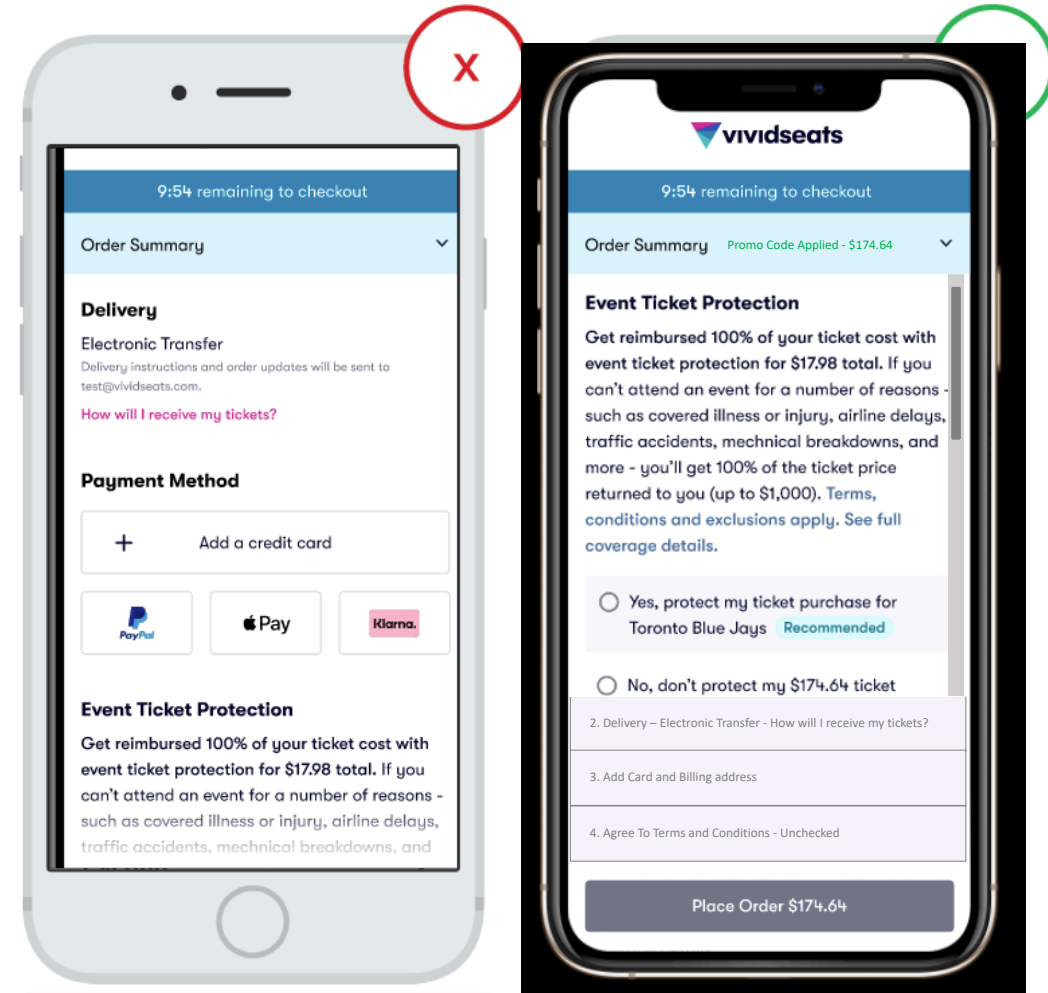 X
9:54 remaining to checkout
Order Summary
Delivery
Electronic Transfer
Delivery instructions and order updates will be sent to
test@vividseats.com.
How will I receive my tickets?
Payment Method
+ Add a credit card
PayPal
Pay
Klarna.
Event Ticket Protection
Get reimbursed 100% of your ticket cost with
event ticket protection for $17.98 total. If you
can't attend an event for a number of reasons -
such as covered illness or injury, airline delays,
traffic accidents, mechnical breakdowns, and
vividseats
9:54 remaining to checkout
Order Summary Promo Code Applied - $174.64
Event Ticket Protection
Get reimbursed 100% of your ticket cost with
event ticket protection for $17.98 total. If you
can't attend an event for a number of reasons -
such as covered illness or injury, airline delays,
traffic accidents, mechnical breakdowns, and
more - you'll get 100% of the ticket price
returned to you (up to $1,000). Terms,
conditions and exclusions apply. See full
coverage details.
Yes, protect my ticket purchase for
Toronto Blue Jays Recommended
No, don't protect my $174.64 ticket
2. Delivery – Electronic Transfer - How will I receive my tickets?
3. Add Card and Billing address
4. Agree To Terms and Conditions - Unchecked
Place Order $174.64